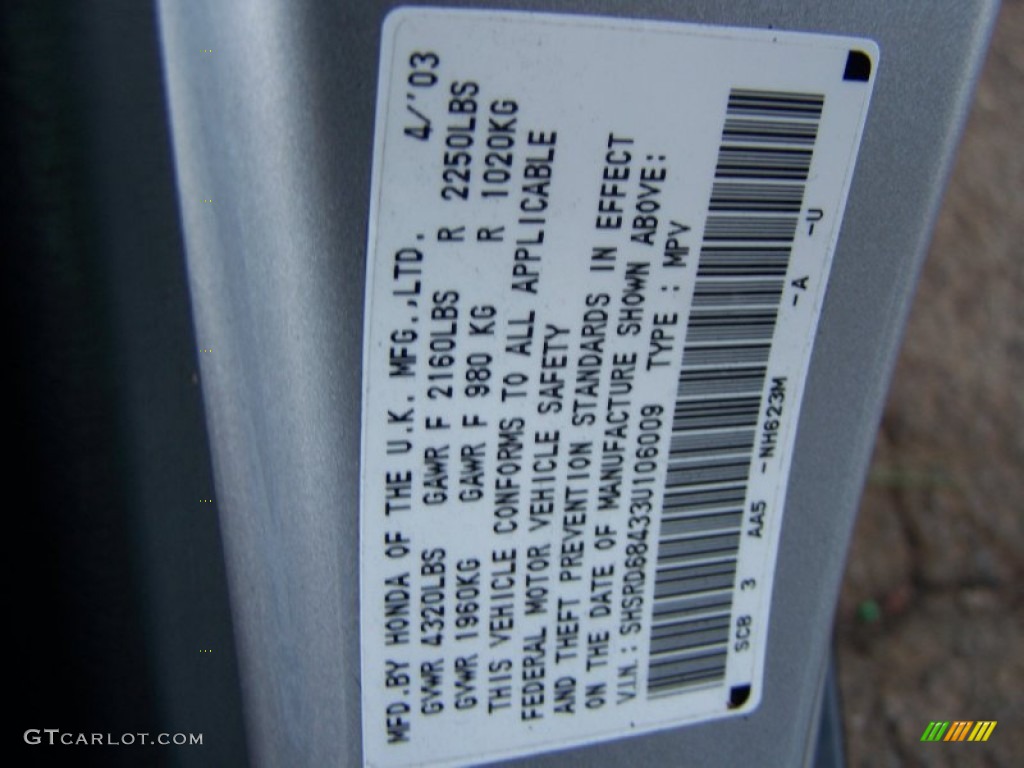 MFD.BY HONDA OF THE U.K. MFG.,LTD. 4/'03
GVWR 4320LBS GAWR F 2160LBS R 2250LBS
GVWR 1960KG GAWR F 980 KG R 1020KG
THIS VEHICLE CONFORMS TO ALL APPLICABLE
FEDERAL MOTOR VEHICLE SAFETY
AND THEFT PREVENTION STANDARDS IN EFFECT
ON THE DATE OF MANUFACTURE SHOWN ABOVE:
V.I.N.: SHSRD68433U106009 TYPE : MPV
SCB 3 AA5 -NH623M -A -U
GTCARLOT.COM